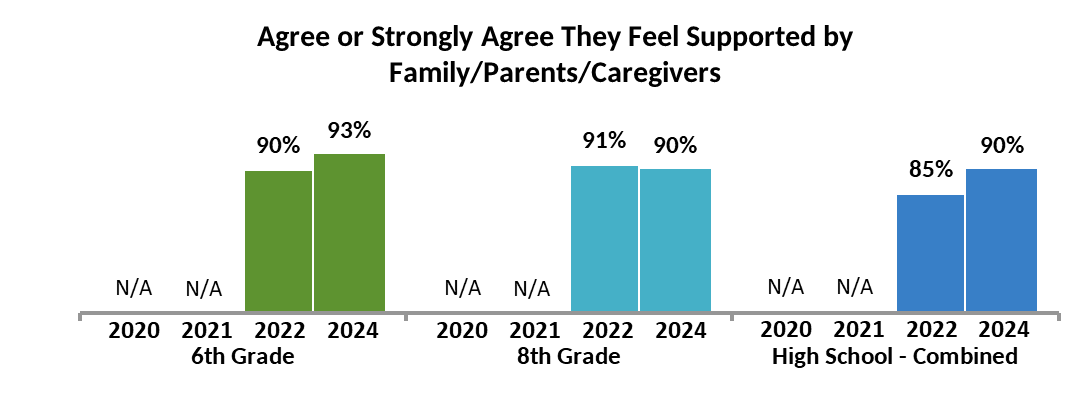 Agree or Strongly Agree They Feel Supported by
Family/Parents/Caregivers
90% 93% 91% 90% 85% 90%
N/A N/A N/A N/A N/A N/A
2020 2021 2022 2024 2020 2021 2022 2024 2020 2021 2022 2024
6th Grade 8th Grade High School - Combined